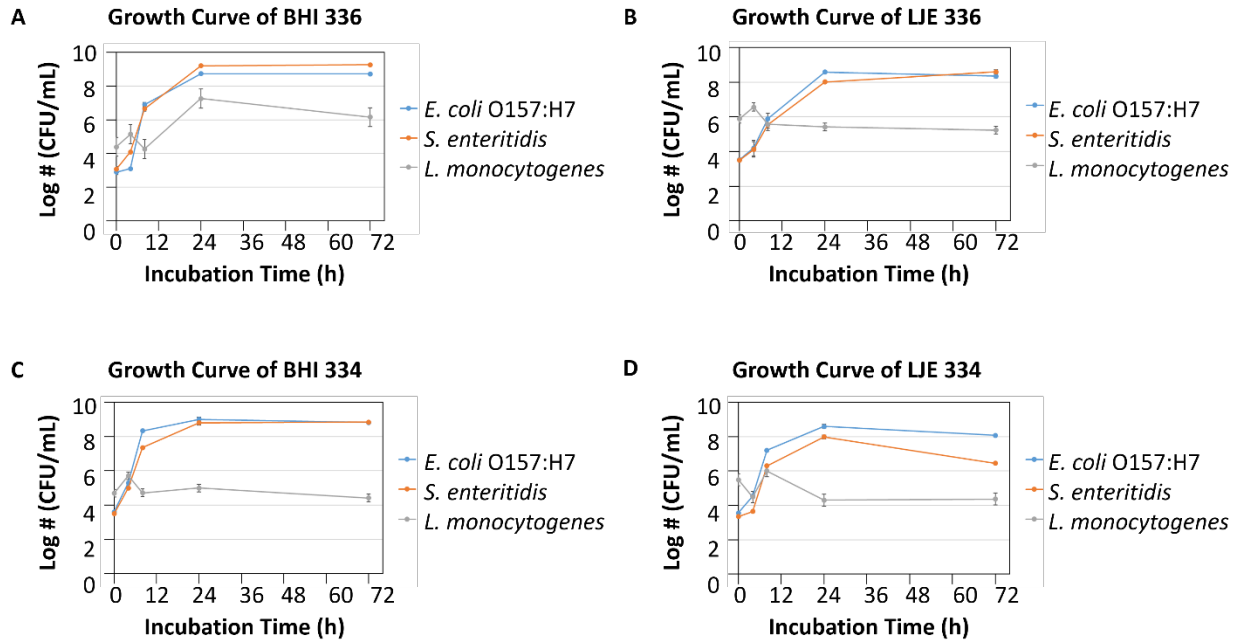 A
Growth Curve of BHI 336
Log # (CFU/mL)
10
8
6
4
2
0
0 12 24 36 48 60 72
Incubation Time (h)
E. coli O157:H7
S. enteritidis
L. monocytogenes
B
Growth Curve of LJE 336
Log # (CFU/mL)
10
8
6
4
2
0
0 12 24 36 48 60 72
Incubation Time (h)
E. coli O157:H7
S. enteritidis
L. monocytogenes
C
Growth Curve of BHI 334
Log # (CFU/mL)
10
8
6
4
2
0
0 12 24 36 48 60 72
Incubation Time (h)
E. coli O157:H7
S. enteritidis
L. monocytogenes
D
Growth Curve of LJE 334
Log # (CFU/mL)
10
8
6
4
2
0
0 12 24 36 48 60 72
Incubation Time (h)
E. coli O157:H7
S. enteritidis
L. monocytogenes